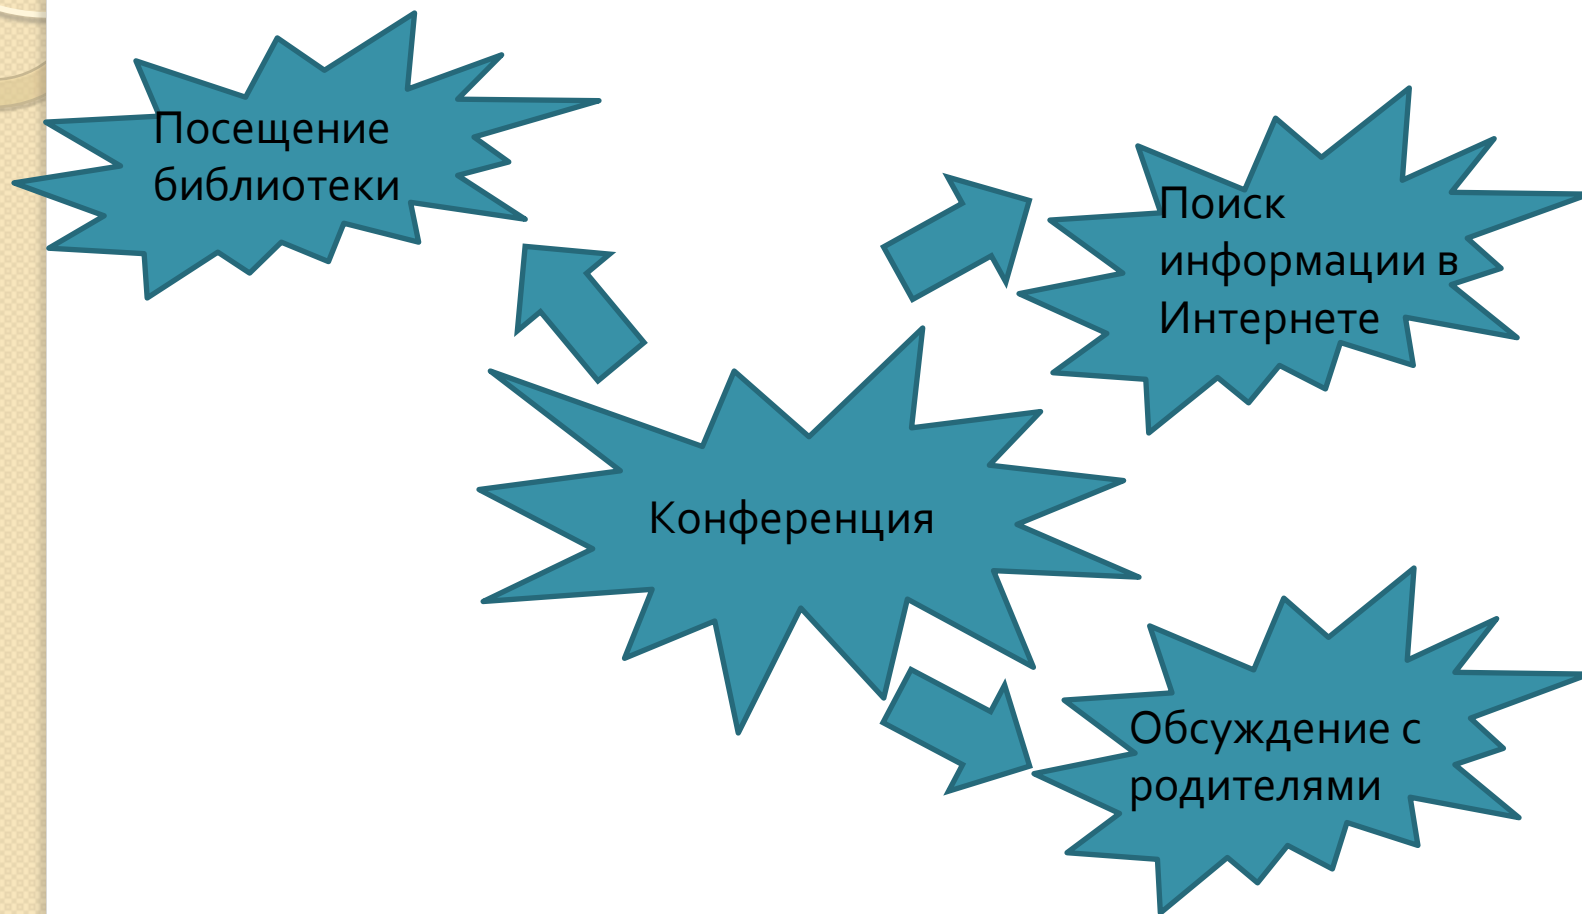 Посещение
библиотеки
Поиск
информации в
Интернете
Конференция
Обсуждение с
родителями